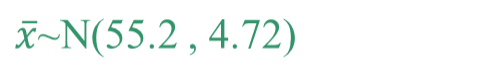 x̄~N(55.2 , 4.72)